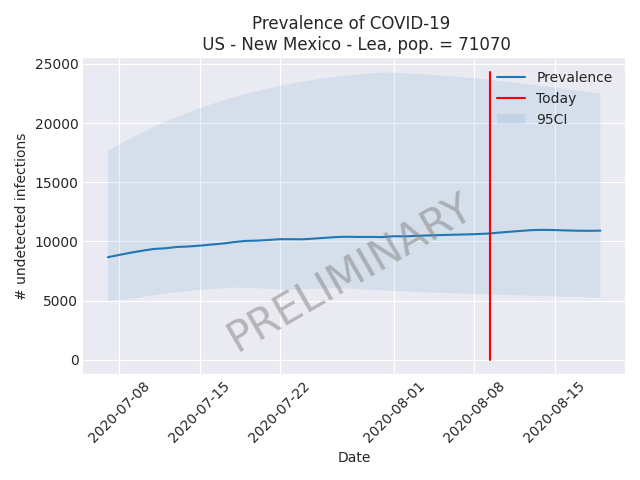 Prevalence of COVID-19
US - New Mexico - Lea, pop. = 71070
25000
20000
15000
10000
5000
0
# undetected infections
Prevalence
Today
95CI
PRELIMINARY
2020-07-08
2020-07-15
2020-07-22
2020-08-01
2020-08-08
2020-08-15
Date